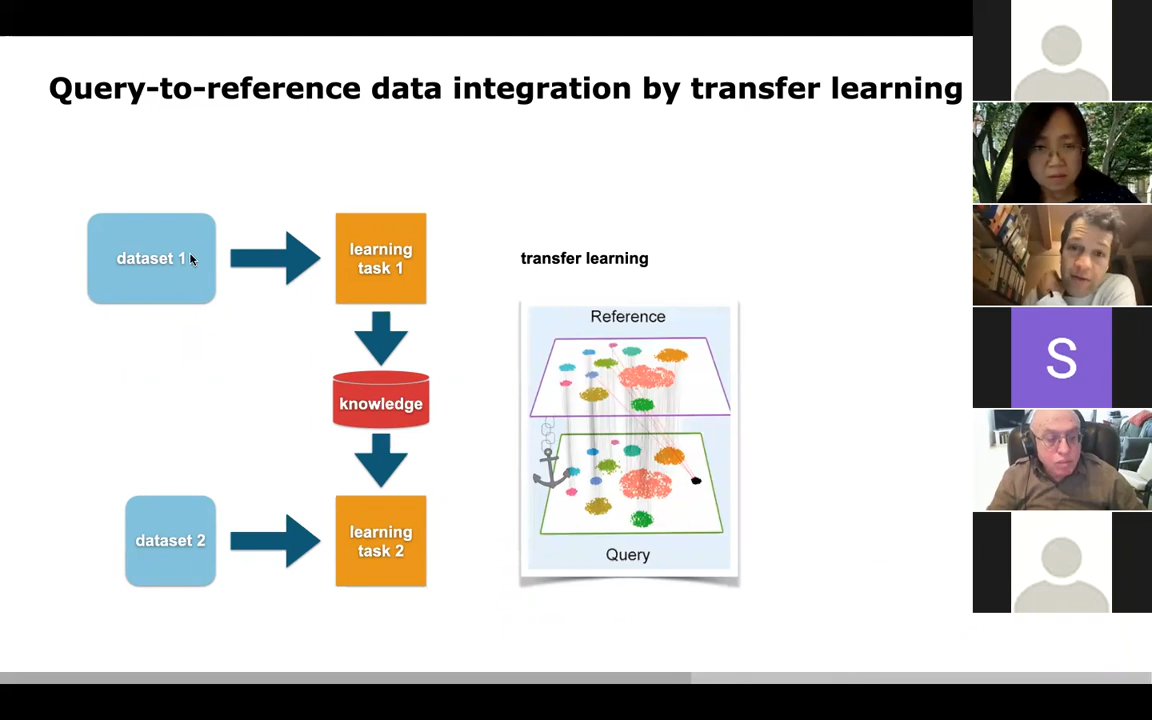 Query-to-reference data integration by transfer learning
dataset 1
learning
task 1
transfer learning
Reference
knowledge
S
dataset 2
learning
task 2
Query